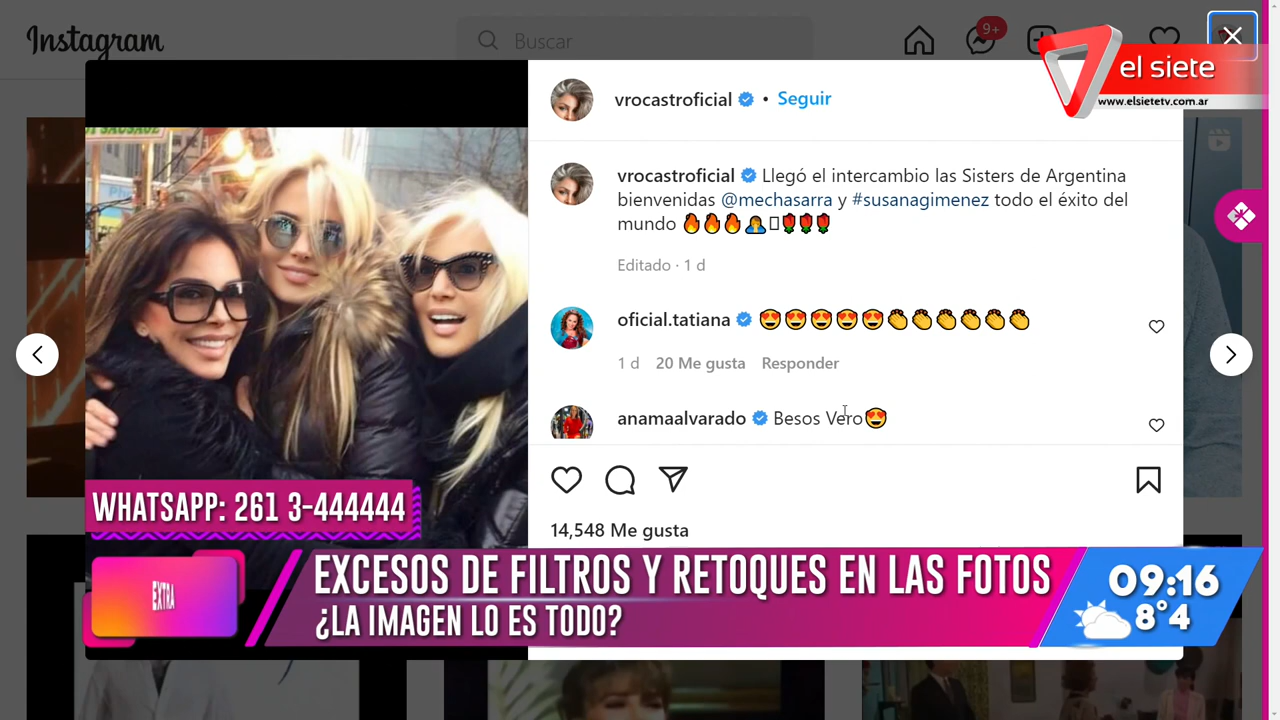 Instagram
Buscar
9+
el siete
www.elsietetv.com.ar
vrocastroficial • Seguir
vrocastroficial Llegó el intercambio las Sisters de Argentina
bienvenidas @mechasarra y #susanagimenez todo el éxito del
mundo 🔥🔥🔥🤦‍♀️🌹🌹🌹
Editado · 1 d
oficial.tatiana 😍😍😍😍😍👏👏👏👏👏👏
1 d 20 Me gusta Responder
anamaalvarado Besos Vero😍
14,548 Me gusta
WHATSAPP: 261 3-444444
EXTRA
EXCESOS DE FILTROS Y RETOQUES EN LAS FOTOS
¿LA IMAGEN LO ES TODO?
09:16
8°4